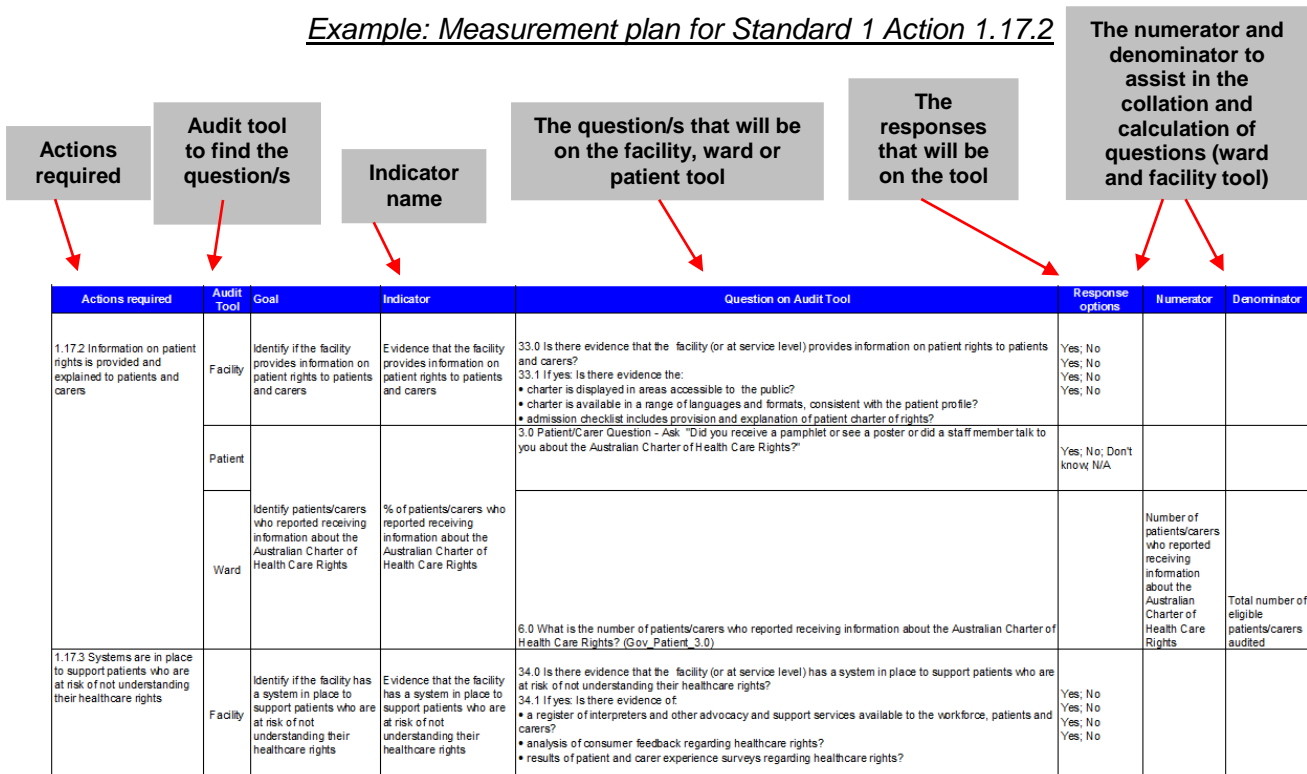 Example: Measurement plan for Standard 1 Action 1.17.2
Actions
required
Audit tool
to find the
question/s
Indicator
name
The question/s that will be
on the facility, ward or
patient tool
The
responses
that will be
on the tool
The numerator and
denominator to
assist in the
collation and
calculation of
questions (ward
and facility tool)
Actions required
Audit
Tool
Goal
Indicator
Question on Audit Tool
Response
options
Numerator
Denominator
1.17.2 Information on patient
rights is provided and
explained to patients and
carers
Facility
Identify if the facility
provides information on
patient rights to patients
and carers
Evidence that the facility
provides information on
patient rights to patients
and carers
33.0 Is there evidence that the facility (or at service level) provides information on patient rights to patients
and carers?
33.1 If yes: Is there evidence the:
• charter is displayed in areas accessible to the public?
• charter is available in a range of languages and formats, consistent with the patient profile?
• admission checklist includes provision and explanation of patient charter of rights?
Yes; No
Yes; No
Yes; No
Yes; No
Patient
3.0 Patient/Carer Question - Ask "Did you receive a pamphlet or see a poster or did a staff member talk to
you about the Australian Charter of Health Care Rights?"
Yes; No; Don't
know; N/A
Ward
Identify patients/carers
who reported receiving
information about the
Australian Charter of
Health Care Rights
% of patients/carers who
reported receiving
information about the
Australian Charter of
Health Care Rights
6.0 What is the number of patients/carers who reported receiving information about the Australian Charter of
Health Care Rights? (Gov_Patient_3.0)
Number of
patients/carers
who reported
receiving
information
about the
Australian
Charter of
Health Care
Rights
Total number of
eligible
patients/carers
audited
1.17.3 Systems are in place
to support patients who are
at risk of not understanding
their healthcare rights
Facility
Identify if the facility has
a system in place to
support patients who are
at risk of not
understanding their
healthcare rights
Evidence that the facility
has a system in place to
support patients who are
at risk of not
understanding their
healthcare rights
34.0 Is there evidence that the facility (or at service level) has a system in place to support patients who are
at risk of not understanding their healthcare rights?
34.1 If yes: Is there evidence of:
• a register of interpreters and other advocacy and support services available to the workforce, patients and
carers?
• analysis of consumer feedback regarding healthcare rights?
• results of patient and carer experience surveys regarding healthcare rights?
Yes; No
Yes; No
Yes; No
Yes; No